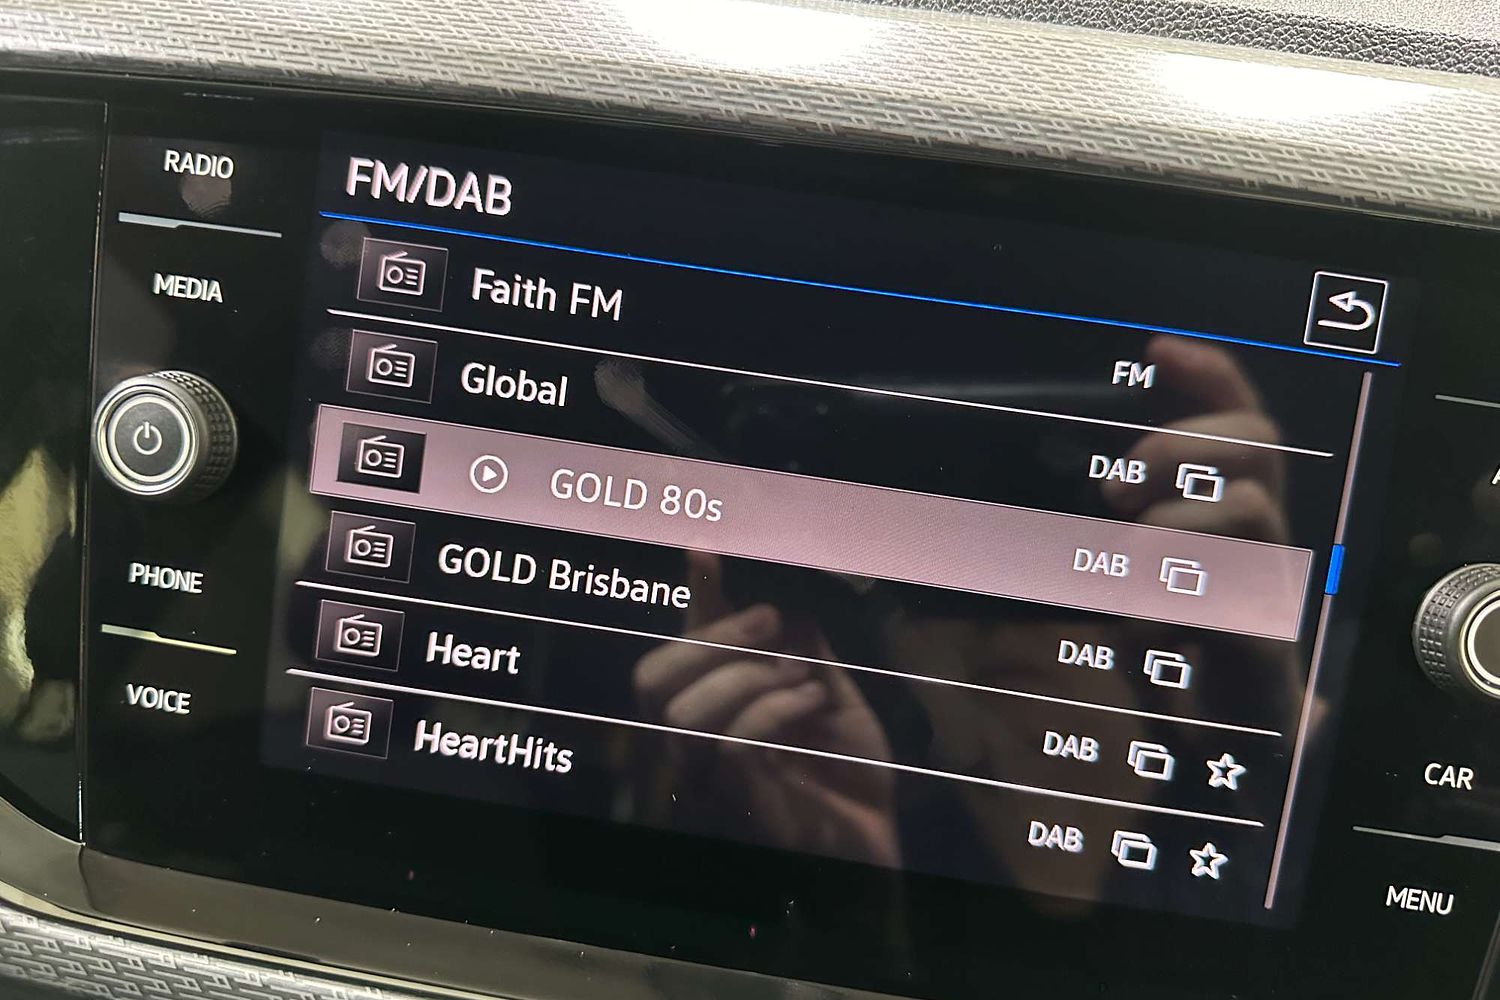 RADIO
MEDIA
PHONE
VOICE
FM/DAB
Faith FM FM
Global DAB
GOLD 80s DAB
GOLD Brisbane DAB
Heart DAB
HeartHits DAB
CAR
MENU